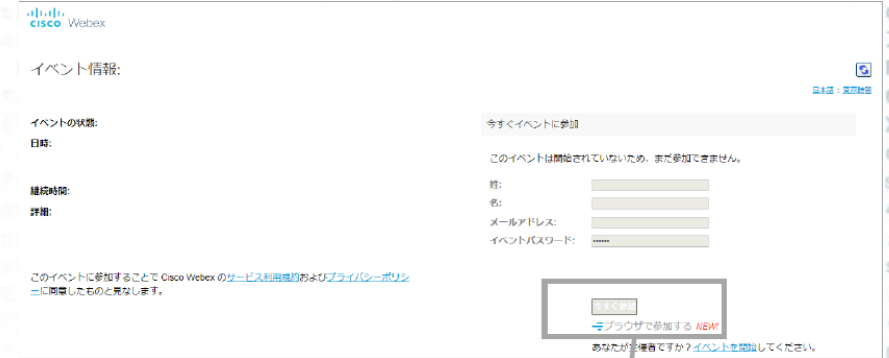 CISCO Webex
イベント情報:
日本語 : 東京時間
イベントの状態:
日時:
継続時間:
詳細:
このイベントに参加することで Cisco Webex のサービス利用規約およびプライバシーポリシ
ーに同意したものと見なします。
今すぐイベントに参加
このイベントは開始されていないため、まだ参加できません。
姓:
名:
メールアドレス:
イベントパスワード: ••••••
今すぐ参加
ブラウザで参加する NEW!
あなたが主催者ですか？イベントを開始してください。